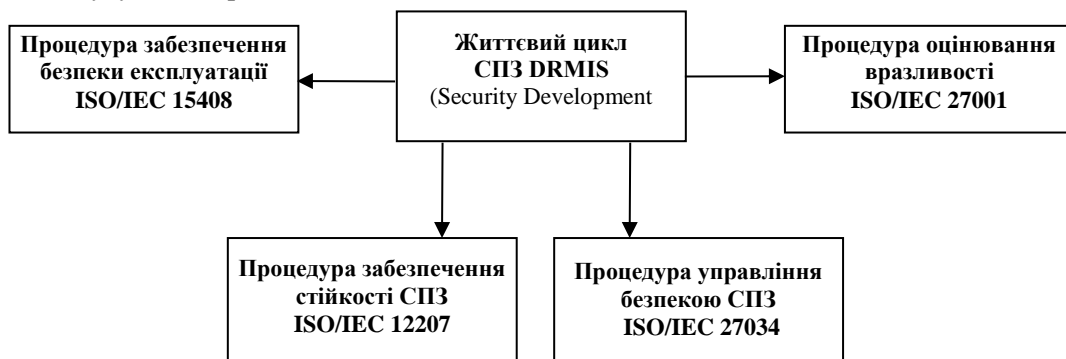 Процедура забезпечення
безпеки експлуатації
ISO/IEC 15408
Життєвий цикл
СПЗ DRMIS
(Security Development
Процедура оцінювання
вразливості
ISO/IEC 27001
Процедура забезпечення
стійкості СПЗ
ISO/IEC 12207
Процедура управління
безпекою СПЗ
ISO/IEC 27034